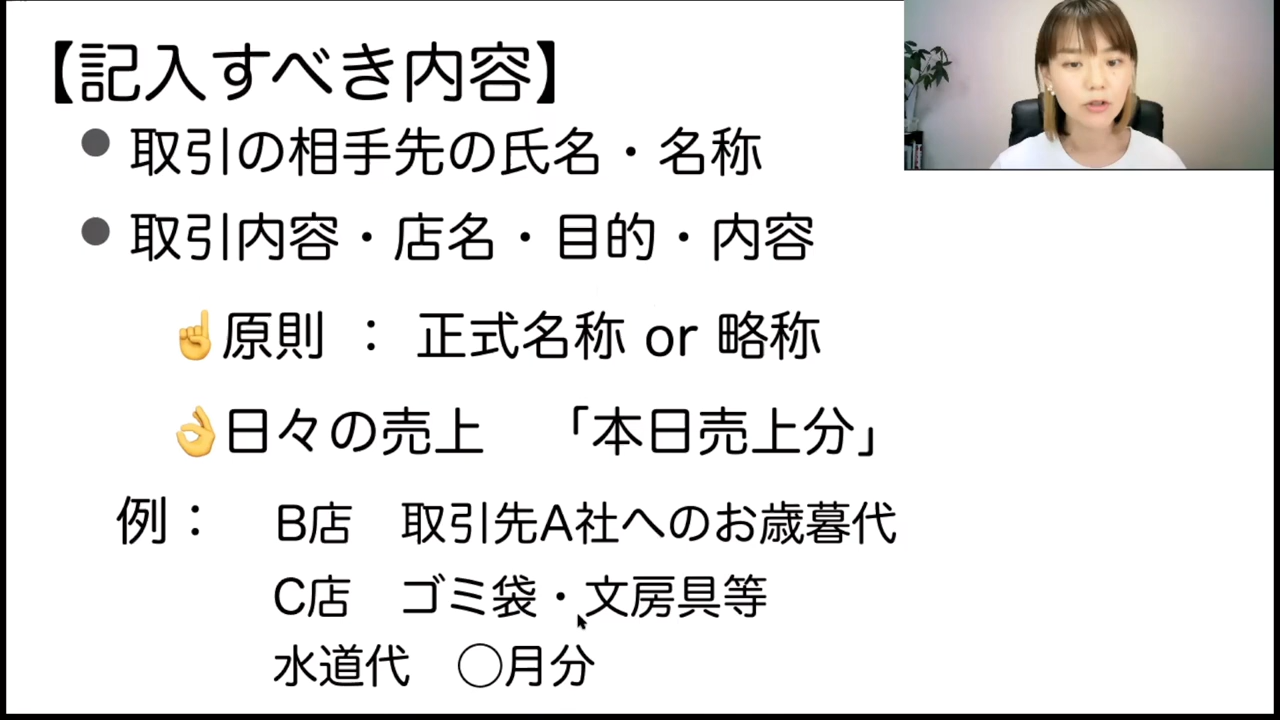 【記入すべき内容】
● 取引の相手先の氏名・名称
● 取引内容・店名・目的・内容
☝原則 ： 正式名称 or 略称
👌日々の売上 「本日売上分」
例： B店 取引先A社へのお歳暮代
C店 ゴミ袋・文房具等
水道代 ◯月分